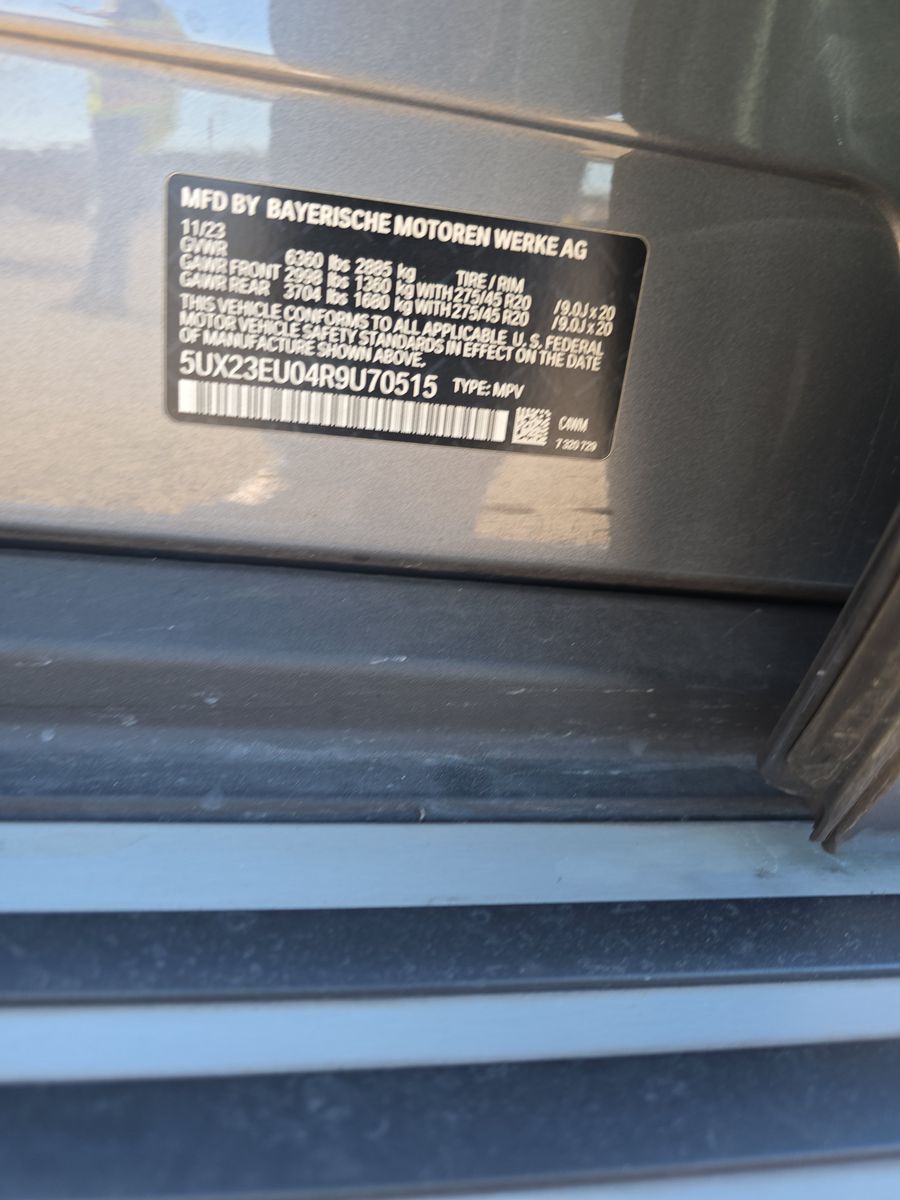 MFD BY BAYERISCHE MOTOREN WERKE AG
11/23
GVWR 6360 lbs 2885 kg TIRE / RIM
GAWR FRONT 2998 lbs 1360 kg WITH 275/45 R20 /9.0J x 20
GAWR REAR 3704 lbs 1680 kg WITH 275/45 R20 /9.0J x 20
THIS VEHICLE CONFORMS TO ALL APPLICABLE U. S. FEDERAL
MOTOR VEHICLE SAFETY STANDARDS IN EFFECT ON THE DATE
OF MANUFACTURE SHOWN ABOVE.
5UX23EU04R9U70515 TYPE: MPV
C4WM
7 320 729